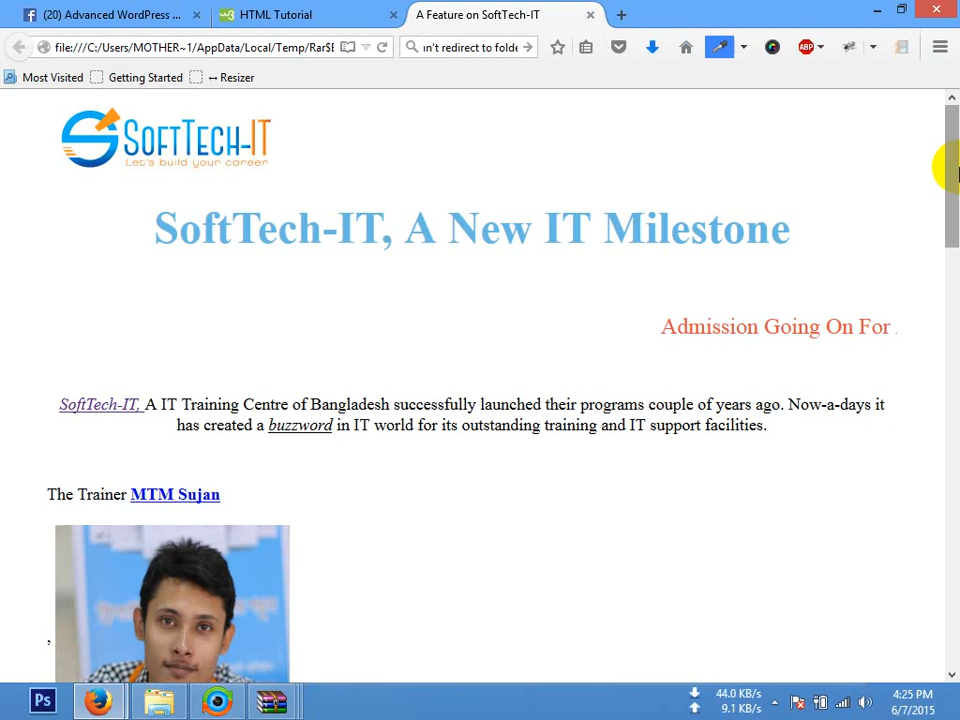 (20) Advanced WordPress ...
HTML Tutorial
A Feature on SoftTech-IT
file:///C:/Users/MOTHER~1/AppData/Local/Temp/Rar$E
n't redirect to folde
ABP
Most Visited
Getting Started
↔ Resizer
SOFTTECH-IT
Let's build your career
SoftTech-IT, A New IT Milestone
Admission Going On For
SoftTech-IT, A IT Training Centre of Bangladesh successfully launched their programs couple of years ago. Now-a-days it
has created a buzzword in IT world for its outstanding training and IT support facilities.
The Trainer MTM Sujan
,
Ps
44.0 KB/s
9.1 KB/s
4:25 PM
6/7/2015